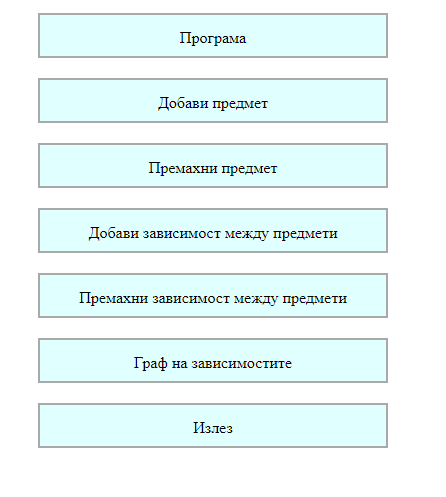 Програма
Добави предмет
Премахни предмет
Добави зависимост между предмети
Премахни зависимост между предмети
Граф на зависимостите
Излез